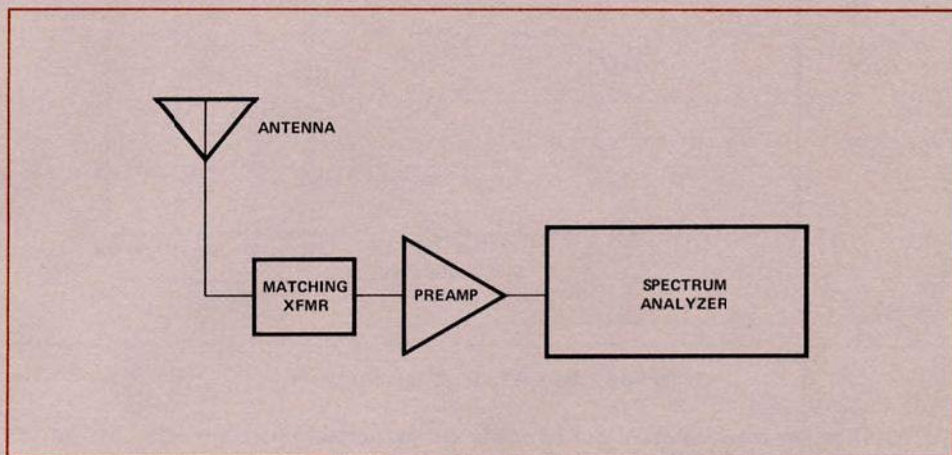 ANTENNA
MATCHING
XFMR
PREAMP
SPECTRUM
ANALYZER